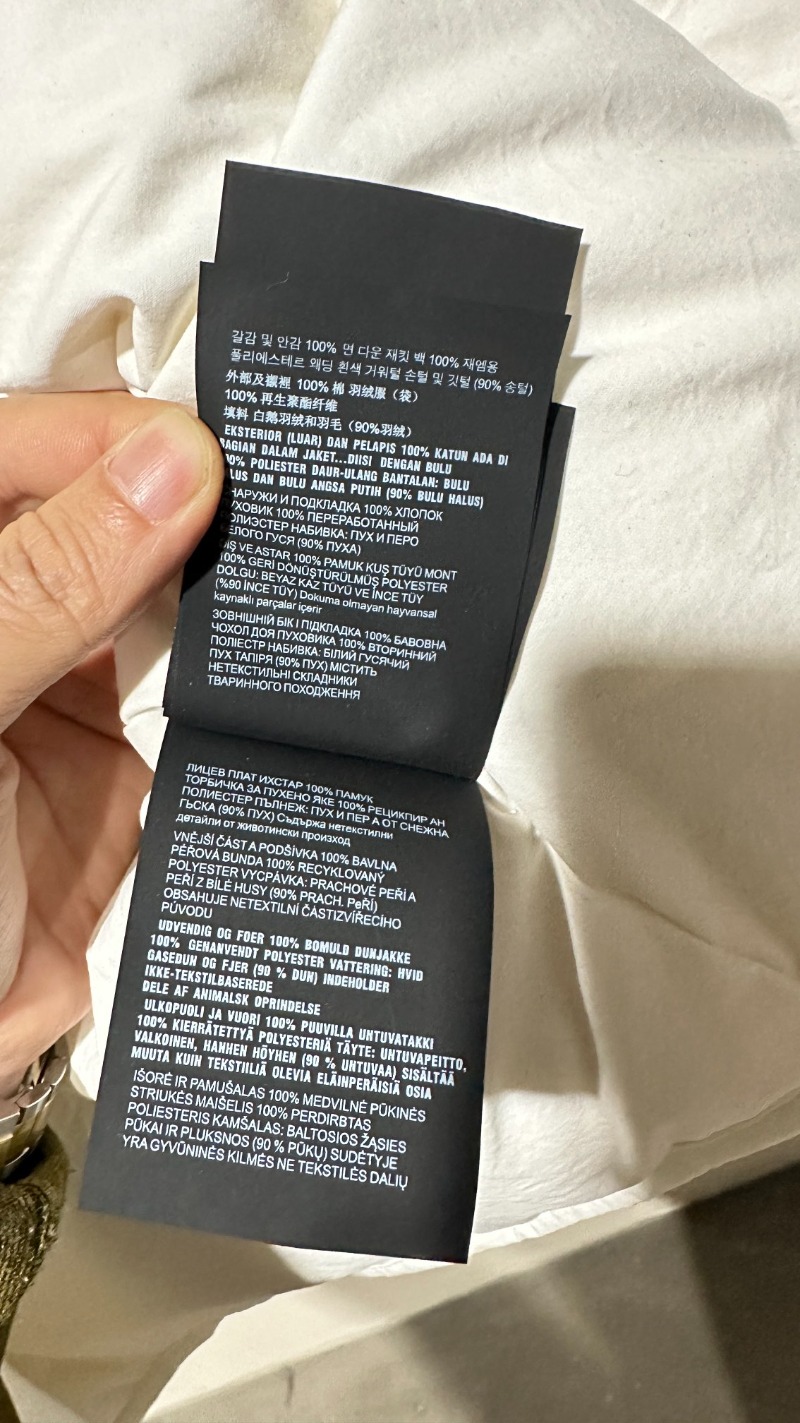 갈감 및 안감 100% 면 다운 재킷 백 100% 재엠용
폴리에스테르 왜딩 흰색 거워털 손털 및 깃털 (90% 송털)
外部及襯裡 100% 棉 羽绒服（袋）
100% 再生聚酯纤维
填料 白鹅羽绒和羽毛（90%羽绒）
EKSTERIOR (LUAR) DAN PELAPIS 100% KATUN ADA DI
BAGIAN DALAM JAKET...DIISI DENGAN BULU
POLIESTER DAUR-ULANG BANTALAN: BULU
DAN BULU ANGSA PUTIH (90% BULU HALUS)
И ПОДКЛАДКА 100% ХЛОПОК
100% ПЕРЕРАБОТАННЫЙ
НАБИВКА: ПУХ И ПЕРО
ГУСЯ (90% ПУХА)
VE ASTAR 100% PAMUK KUŞ TÜYÜ MONT
100% GERİ DÖNÜŞTÜRÜLMÜŞ POLYESTER
DOLGU: BEYAZ KAZ TÜYÜ VE İNCE TÜY
(%90 İNCE TÜY) Dokuma olmayan hayvansal
kaynaklı parçalar içerir
ЗОВНІШНІЙ БІК І ПІДКЛАДКА 100% БАВОВНА
ЧОХОЛ ДОЯ ПУХОВИКА 100% ВТОРИННИЙ
ПОЛІЕСТР НАБИВКА: БІЛИЙ ГУСЯЧИЙ
ПУХ ТАПІРЯ (90% ПУХ) МІСТИТЬ
НЕТЕКСТИЛЬНІ СКЛАДНИКИ
ТВАРИННОГО ПОХОДЖЕННЯ
ЛИЦЕВ ПЛАТ ИХСТАР 100% ПАМУК
ТОРБИЧКА ЗА ПУХЕНО ЯКЕ 100% РЕЦИКПИР АН
ПОЛИЕСТЕР ПЪЛНЕЖ: ПУХ И ПЕР А ОТ СНЕЖНА
ГЬСКА (90% ПУХ) Съдържа нетекстилни
детайли от животински произход
VNĚJŠÍ ČÁST A PODŠÍVKA 100% BAVLNA
PÉŘOVÁ BUNDA 100% RECYKLOVANÝ
POLYESTER VYCPÁVKA: PRACHOVÉ PEŘÍ A
PEŘÍ Z BÍLÉ HUSY (90% PRACH. PeŘÍ)
OBSAHUJE NETEXTILNÍ ČÁSTIZVÍŘECÍHO
PŮVODU
UDVENDIG OG FOER 100% BOMULD DUNJAKKE
100% GENANVENDT POLYESTER VATTERING: HVID
GASEDUN OG FJER (90 % DUN) INDEHOLDER
IKKE-TEKSTILBASEREDE
DELE AF ANIMALSK OPRINDELSE
ULKOPUOLI JA VUORI 100% PUUVILLA UNTUVATAKKI
100% KIERRÄTETTYÄ POLYESTERIÄ TÄYTE: UNTUVAPEITTO,
VALKOINEN, HANHEN HÖYHEN (90 % UNTUVAA) SISÄLTÄÄ
MUUTA KUIN TEKSTIILIÄ OLEVIA ELÄINPERÄISIÄ OSIA
IŠORĖ IR PAMUŠALAS 100% MEDVILNĖ PŪKINĖS
STRIUKĖS MAIŠELIS 100% PERDIRBTAS
POLIESTERIS KAMŠALAS: BALTOSIOS ŽĄSIES
PŪKAI IR PLUKSNOS (90 % PŪKŲ) SUDĖTYJE
YRA GYVŪNINĖS KILMĖS NE TEKSTILĖS DALIŲ